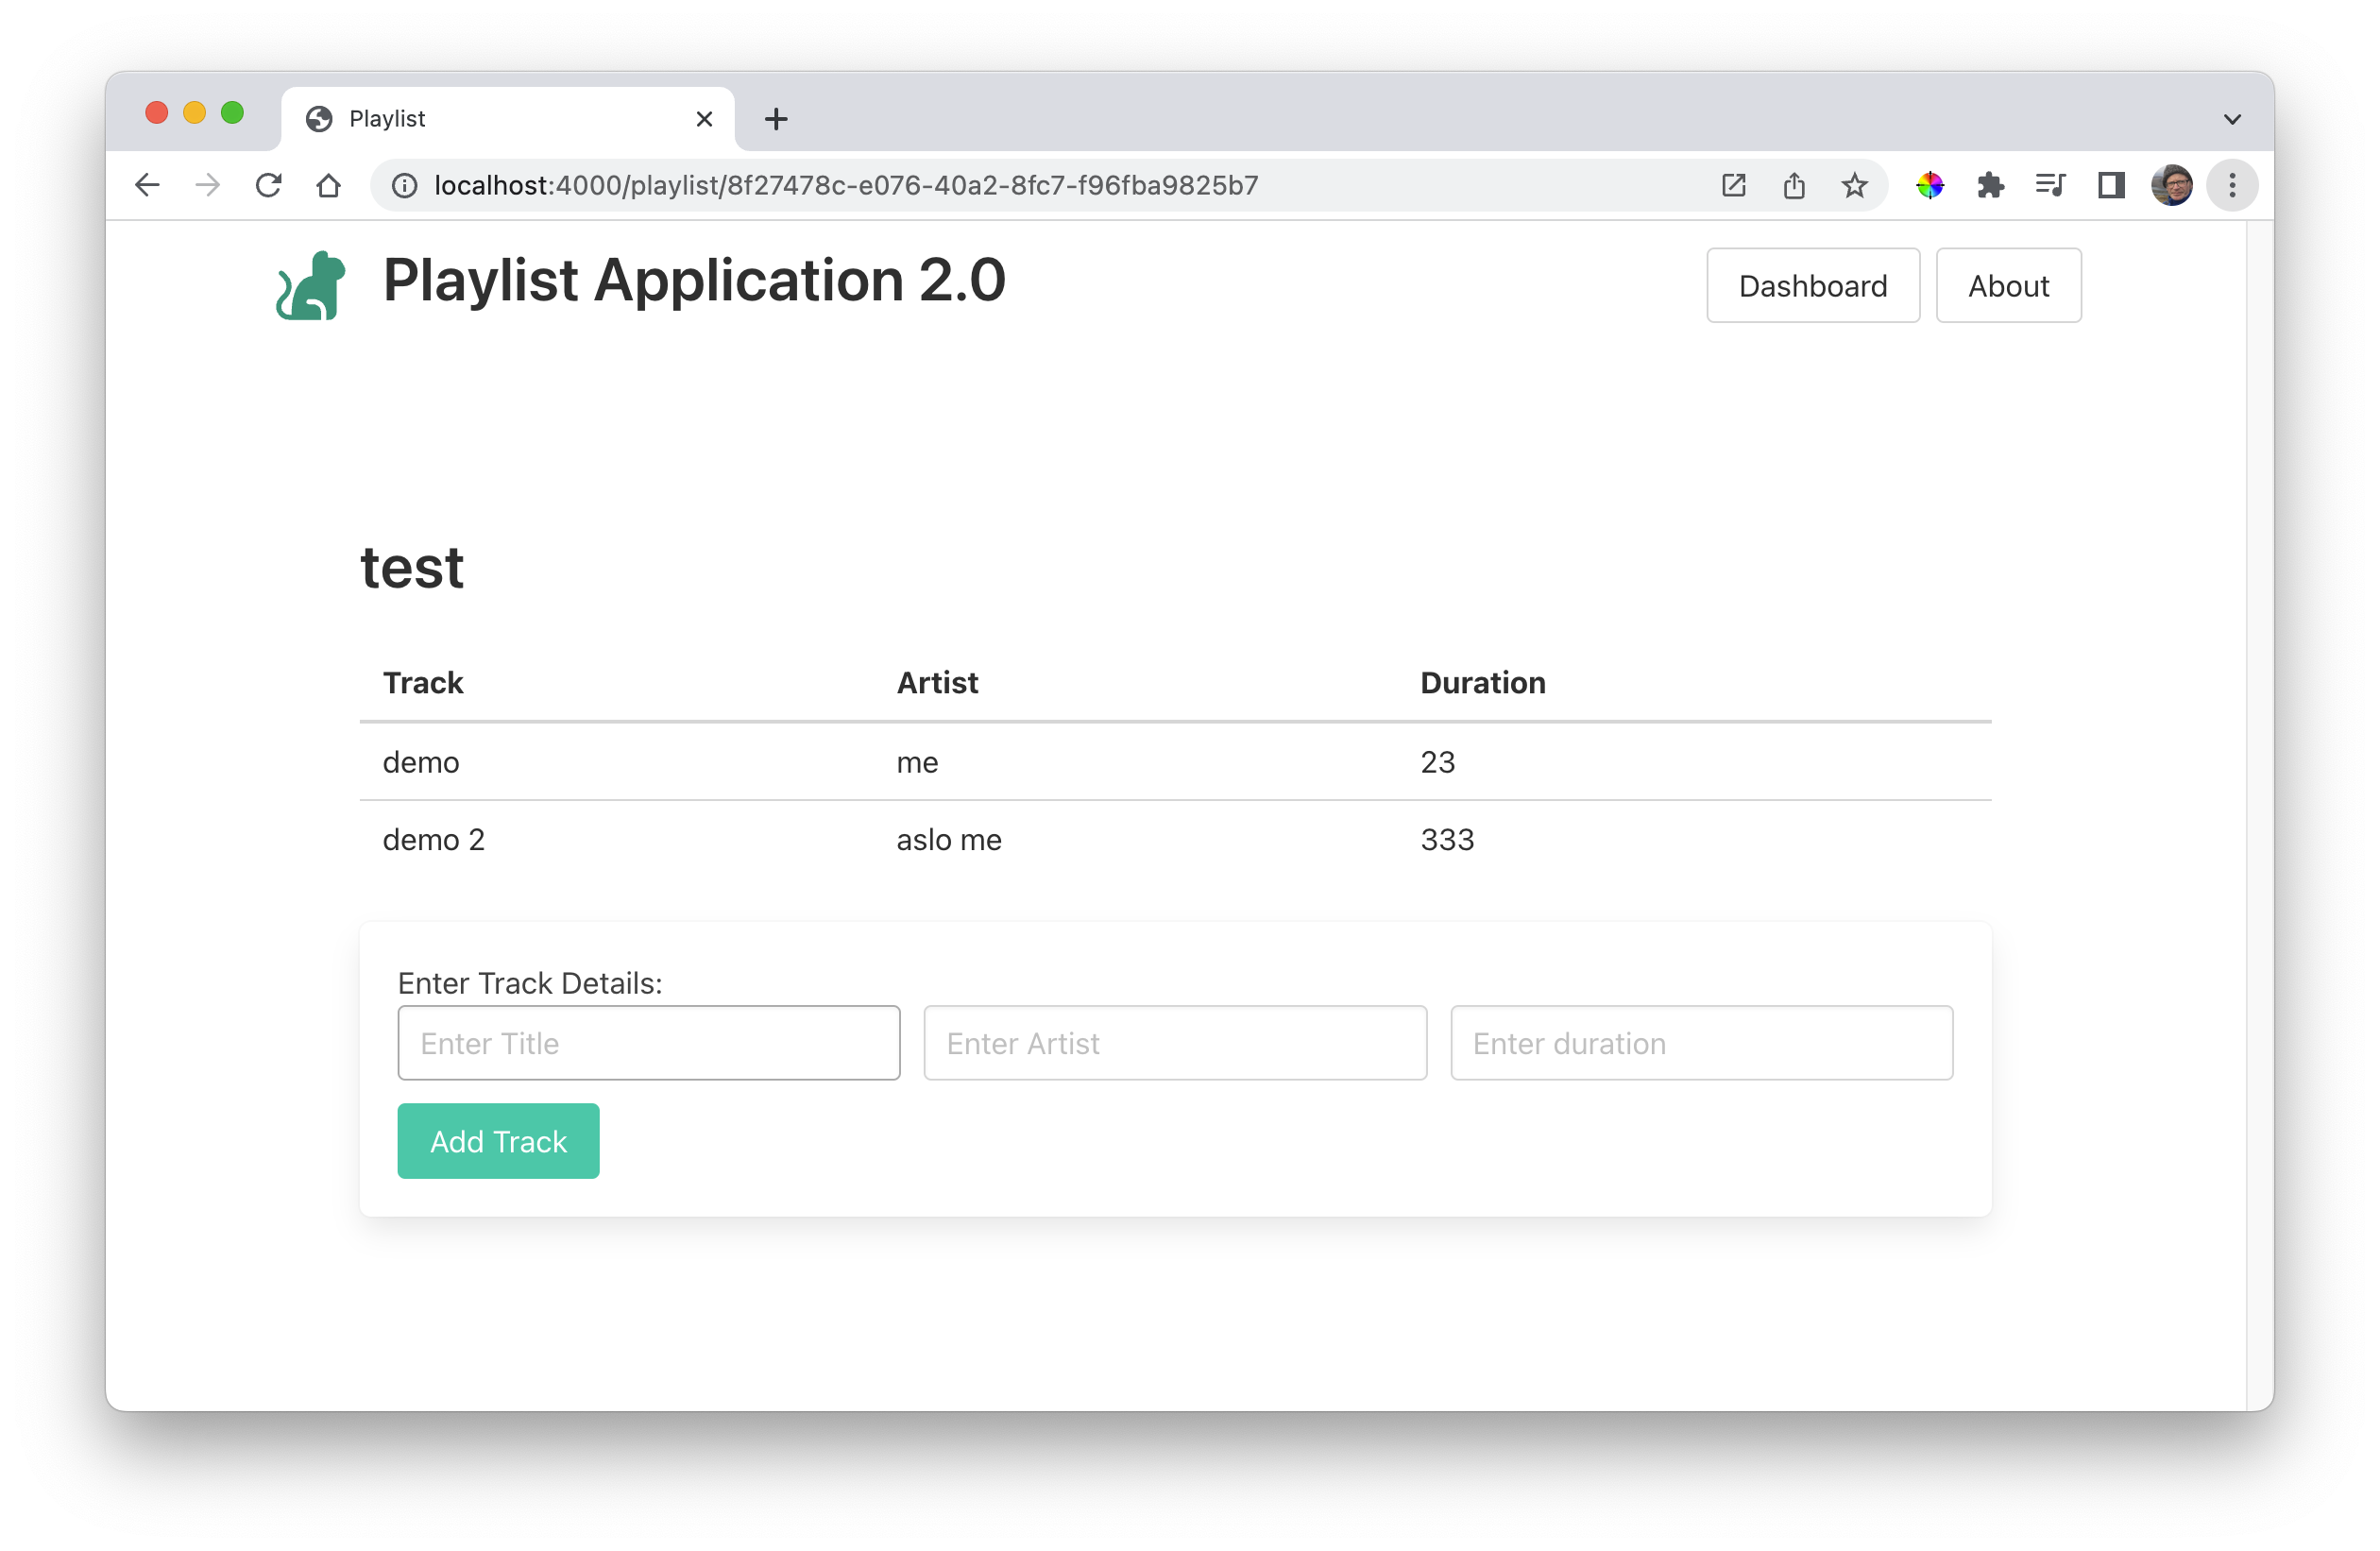 Playlist
localhost:4000/playlist/8f27478c-e076-40a2-8fc7-f96fba9825b7
Playlist Application 2.0
Dashboard
About
test
Track Artist Duration
demo me 23
demo 2 aslo me 333
Enter Track Details:
Enter Title Enter Artist Enter duration
Add Track